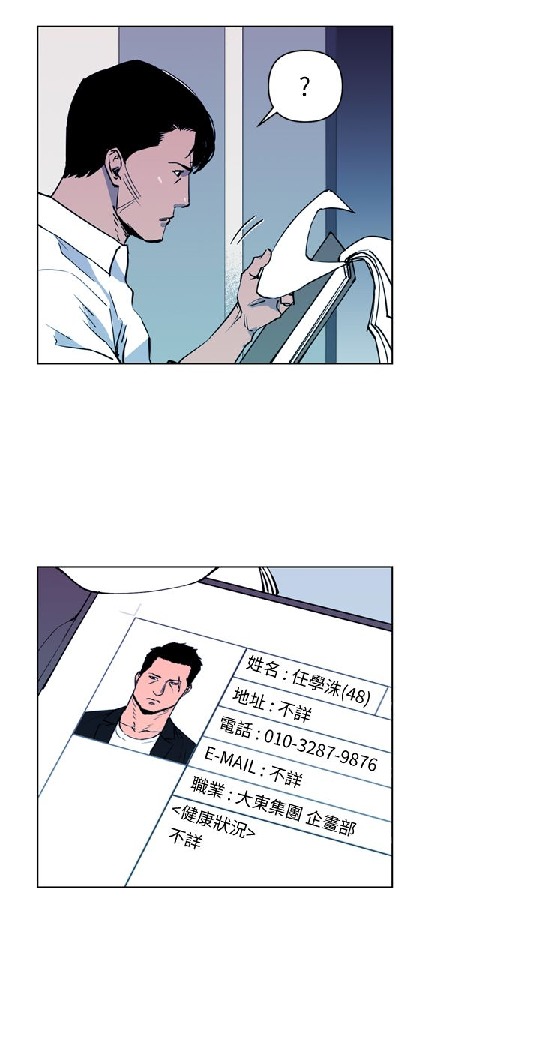 ?
姓名 : 任學洙(48)
地址 : 不詳
電話 : 010-3287-9876
E-MAIL : 不詳
職業 : 大東集團 企畫部
<健康狀況>
不詳